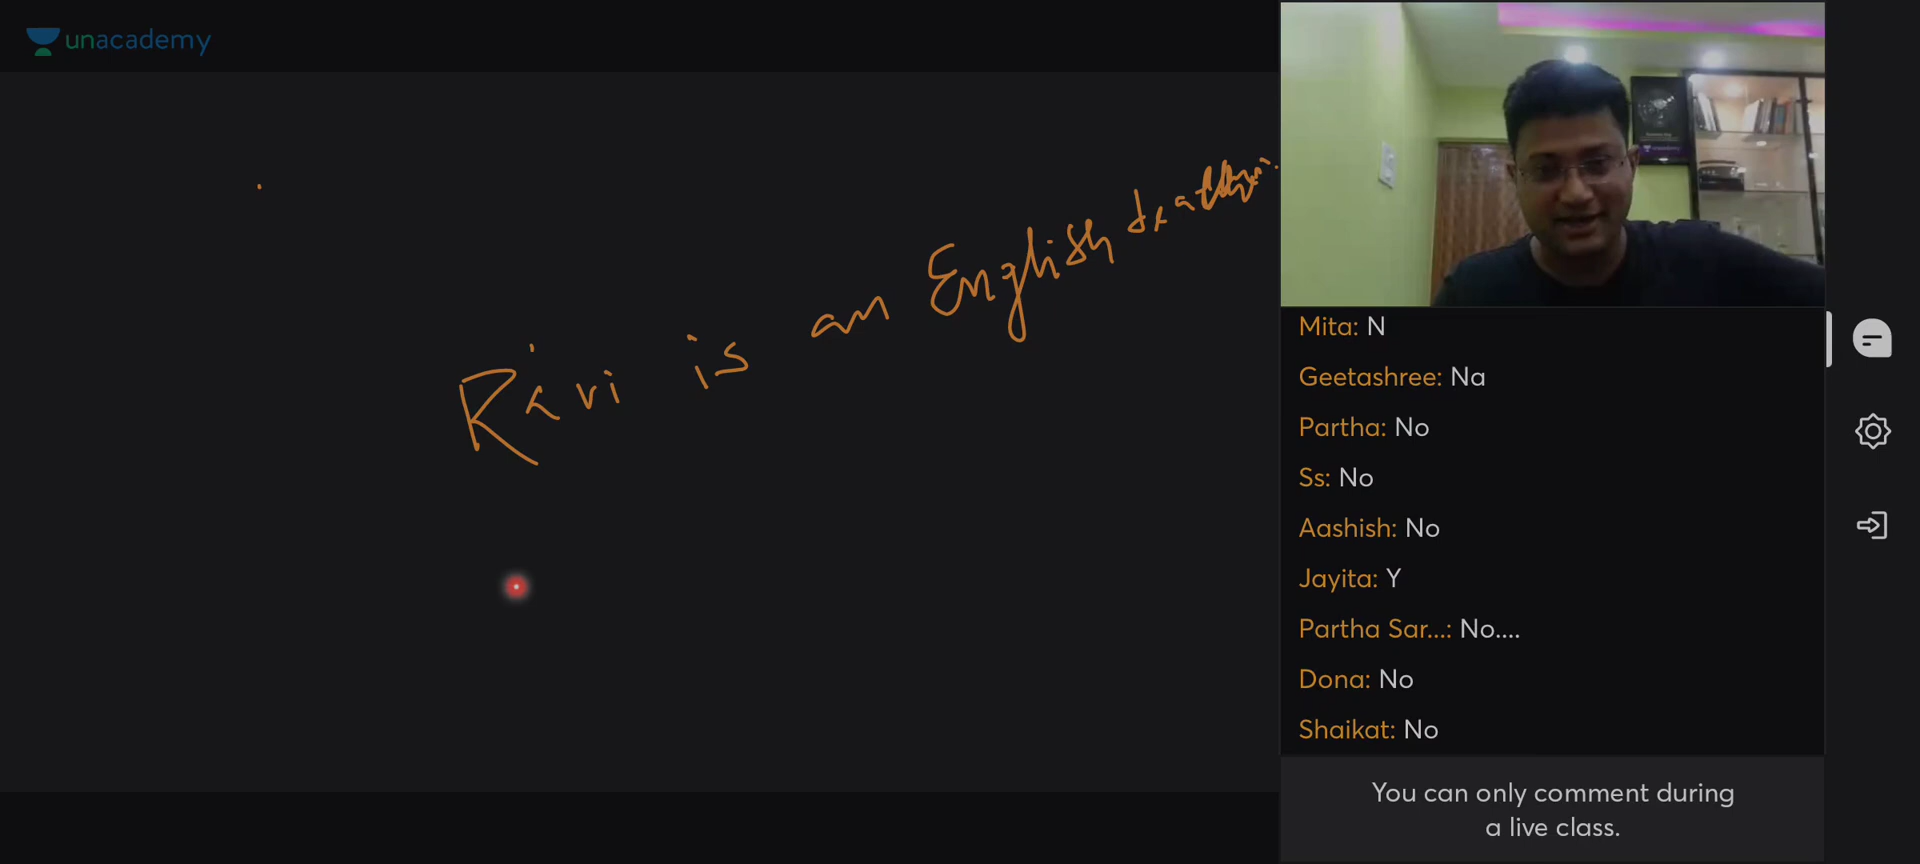 unacademy
Ravi is an English
Mita: N
Geetashree: Na
Partha: No
Ss: No
Aashish: No
Jayita: Y
Partha Sar...: No....
Dona: No
Shaikat: No
You can only comment during
a live class.